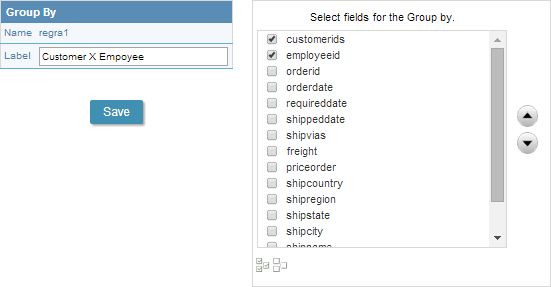 Group By
Name regra1
Label Customer X Empoyee
Save
Select fields for the Group by.
customerids
employeeid
orderid
orderdate
requireddate
shippeddate
shipvias
freight
priceorder
shipcountry
shipregion
shipstate
shipcity
shipname